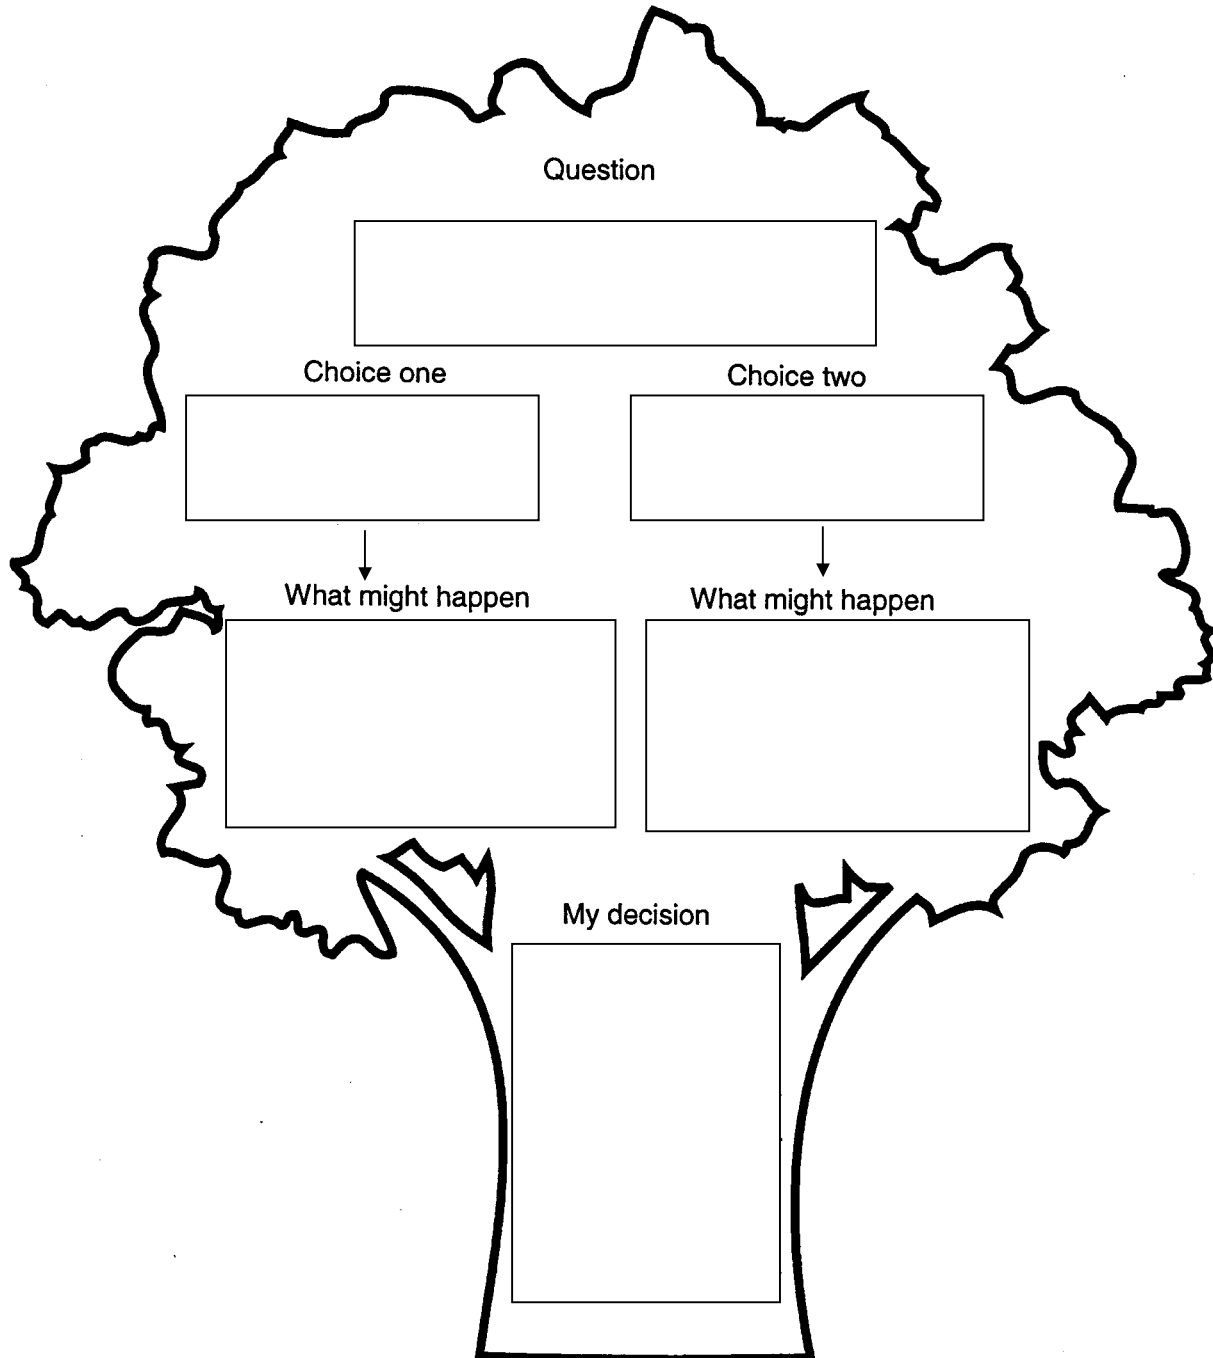 Question
Choice one
Choice two
What might happen
What might happen
My decision